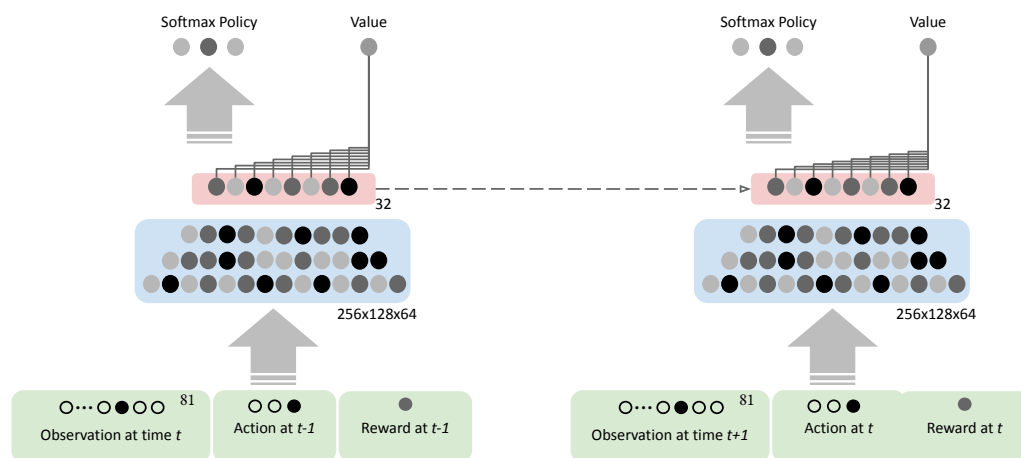 Softmax Policy
Value
Softmax Policy
Value
32
32
256x128x64
256x128x64
81
Observation at time t
Action at t-1
Reward at t-1
81
Observation at time t+1
Action at t
Reward at t